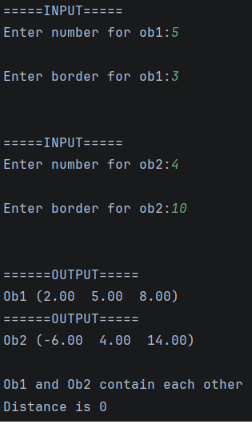 =====INPUT=====
Enter number for ob1:5
Enter border for ob1:3
=====INPUT=====
Enter number for ob2:4
Enter border for ob2:10
======OUTPUT=====
Ob1 (2.00  5.00  8.00)
======OUTPUT=====
Ob2 (-6.00  4.00  14.00)
Ob1 and Ob2 contain each other
Distance is 0